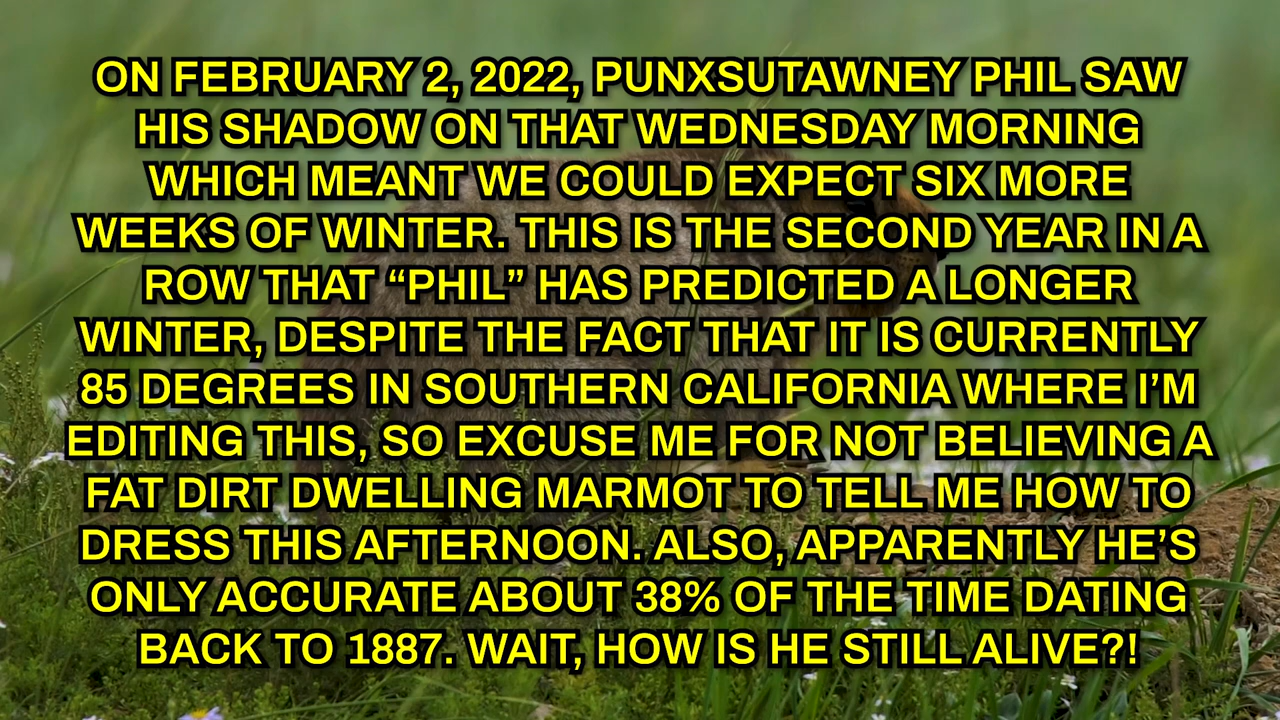 ON FEBRUARY 2, 2022, PUNXSUTAWNEY PHIL SAW
HIS SHADOW ON THAT WEDNESDAY MORNING
WHICH MEANT WE COULD EXPECT SIX MORE
WEEKS OF WINTER. THIS IS THE SECOND YEAR IN A
ROW THAT “PHIL” HAS PREDICTED A LONGER
WINTER, DESPITE THE FACT THAT IT IS CURRENTLY
85 DEGREES IN SOUTHERN CALIFORNIA WHERE I’M
EDITING THIS, SO EXCUSE ME FOR NOT BELIEVING A
FAT DIRT DWELLING MARMOT TO TELL ME HOW TO
DRESS THIS AFTERNOON. ALSO, APPARENTLY HE’S
ONLY ACCURATE ABOUT 38% OF THE TIME DATING
BACK TO 1887. WAIT, HOW IS HE STILL ALIVE?!